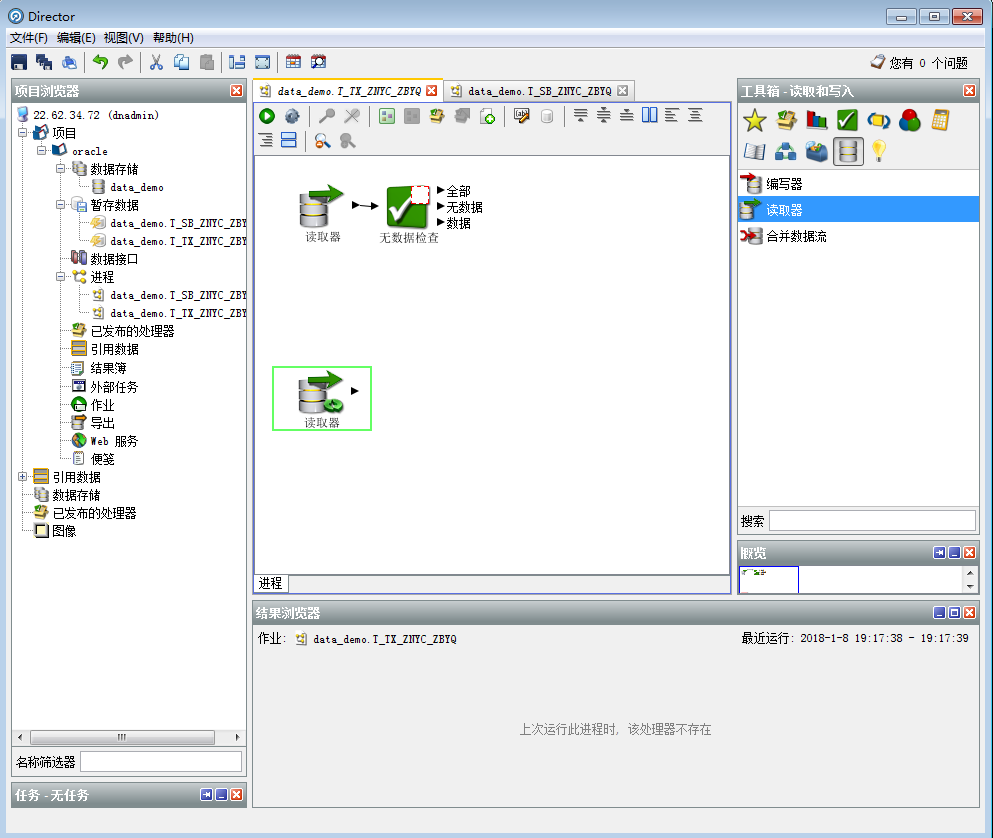 Director
文件(F) 编辑(E) 视图(V) 帮助(H)
您有 0 个问题
项目浏览器
22.62.34.72 (dnadmin)
项目
oracle
数据存储
data_demo
暂存数据
data_demo.T_SB_ZNYC_ZBY
data_demo.T_TX_ZNYC_ZBY
数据接口
进程
data_demo.T_SB_ZNYC_ZBY
data_demo.T_TX_ZNYC_ZBY
已发布的处理器
引用数据
结果簿
外部任务
作业
导出
Web 服务
便笺
引用数据
数据存储
已发布的处理器
图像
名称筛选器
任务 - 无任务
data_demo.T_TX_ZNYC_ZBYQ
data_demo.T_SB_ZNYC_ZBYQ
读取器
无数据检查
全部
无数据
数据
读取器
进程
工具箱 - 读取和写入
编写器
读取器
合并数据流
搜索
概览
结果浏览器
作业: data_demo.T_TX_ZNYC_ZBYQ
最近运行: 2018-1-8 19:17:38 - 19:17:39
上次运行此进程时, 该处理器不存在